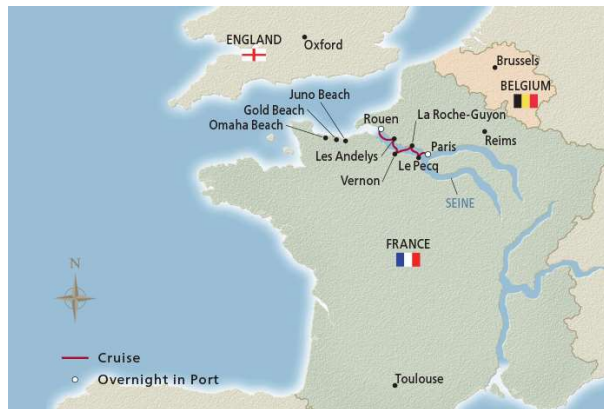 ENGLAND
Oxford
Brussels
BELGIUM
Juno Beach
Gold Beach
Omaha Beach
Rouen
La Roche-Guyon
Reims
Les Andelys
Paris
Vernon
Le Pecq
SEINE
FRANCE
N
Cruise
Overnight in Port
Toulouse